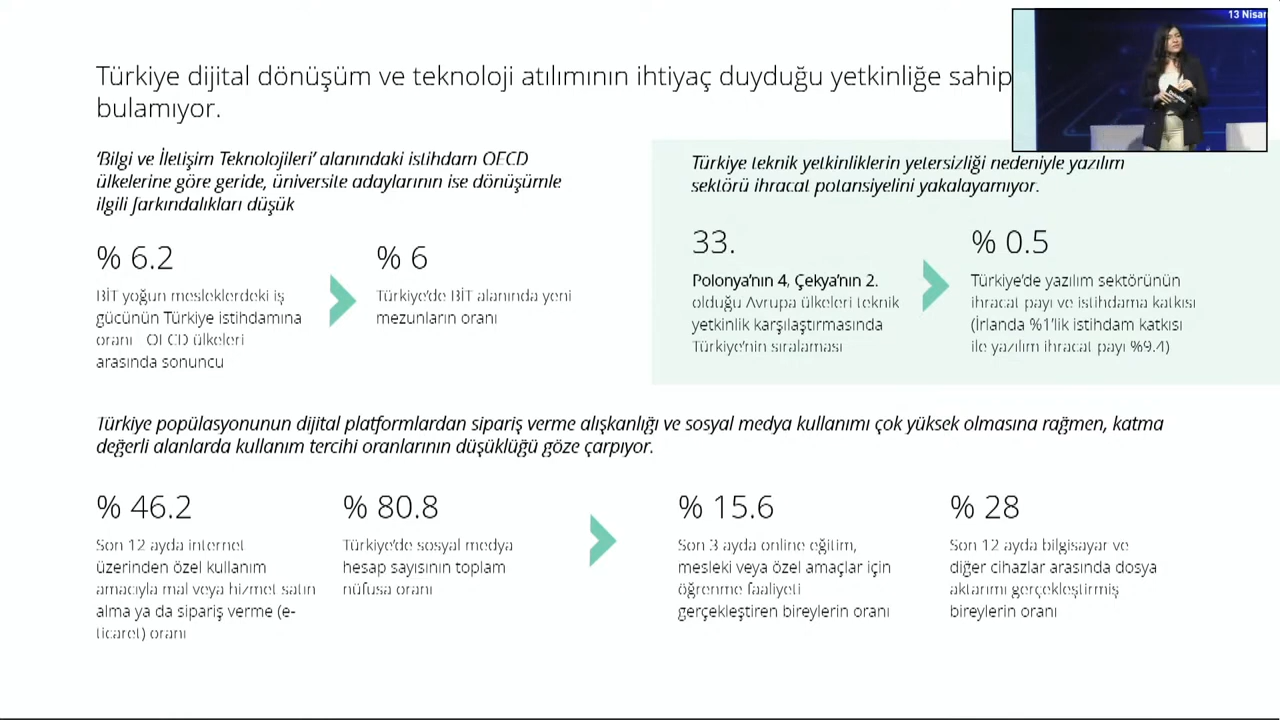 Türkiye dijital dönüşüm ve teknoloji atılımının ihtiyaç duyduğu yetkinliğe sahip
bulamıyor.
13 Nisan
‘Bilgi ve İletişim Teknolojileri’ alanındaki istihdam OECD
ülkelerine göre geride, üniversite adaylarının ise dönüşümle
ilgili farkındalıkları düşük
% 6.2
BİT yoğun mesleklerdeki iş
gücünün Türkiye istihdamına
oranı OECD ülkeleri
arasında sonuncu
% 6
Türkiye’de BİT alanında yeni
mezunların oranı
Türkiye teknik yetkinliklerin yetersizliği nedeniyle yazılım
sektörü ihracat potansiyelini yakalayamıyor.
33.
Polonya’nın 4, Çekya’nın 2.
olduğu Avrupa ülkeleri teknik
yetkinlik karşılaştırmasında
Türkiye’nin sıralaması
% 0.5
Türkiye’de yazılım sektörünün
ihracat payı ve istihdama katkısı
(İrlanda %1’lik istihdam katkısı
ile yazılım ihracat payı %9.4)
Türkiye popülasyonunun dijital platformlardan sipariş verme alışkanlığı ve sosyal medya kullanımı çok yüksek olmasına rağmen, katma
değerli alanlarda kullanım tercihi oranlarının düşüklüğü göze çarpıyor.
% 46.2
Son 12 ayda internet
üzerinden özel kullanım
amacıyla mal veya hizmet satın
alma ya da sipariş verme (e-
ticaret) oranı
% 80.8
Türkiye’de sosyal medya
hesap sayısının toplam
nüfusa oranı
% 15.6
Son 3 ayda online eğitim,
mesleki veya özel amaçlar için
öğrenme faaliyeti
gerçekleştiren bireylerin oranı
% 28
Son 12 ayda bilgisayar ve
diğer cihazlar arasında dosya
aktarımı gerçekleştirmiş
bireylerin oranı